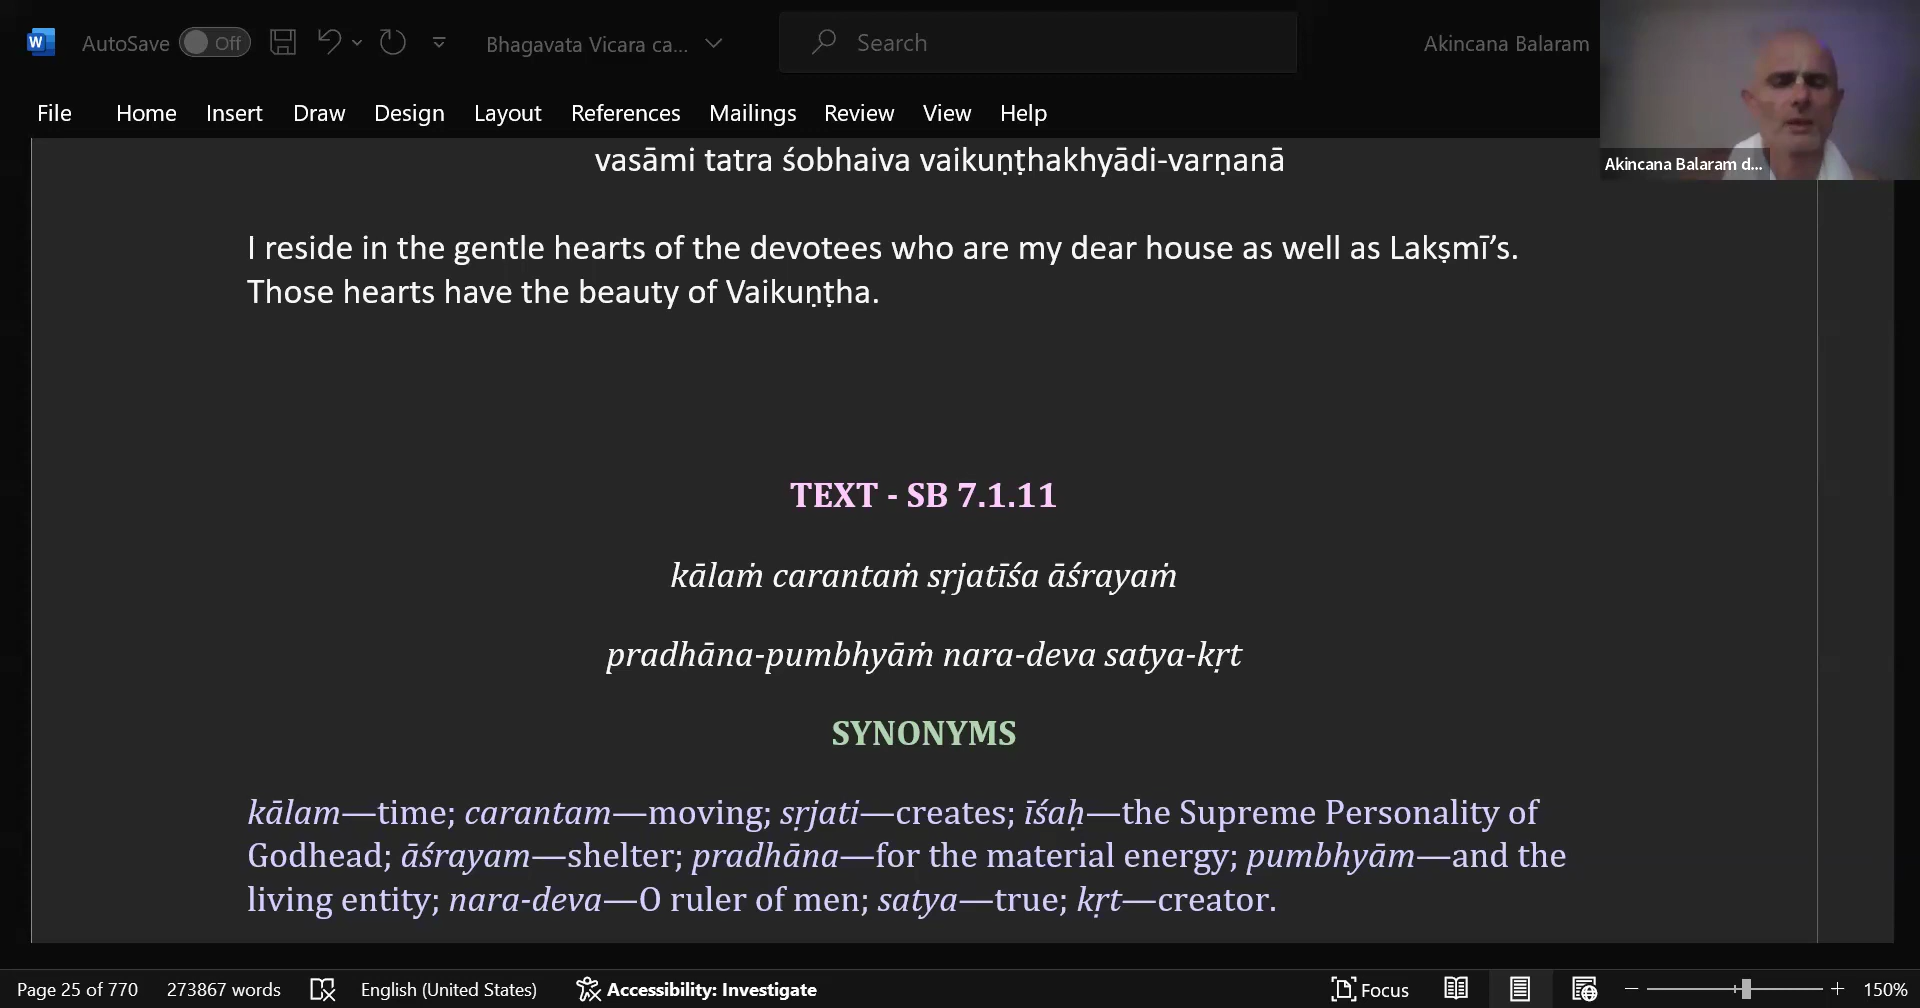 W AutoSave Off Bhagavata Vicara ca... Search Akincana Balaram
File Home Insert Draw Design Layout References Mailings Review View Help
Akincana Balaram d...
vasāmi tatra śobhaiva vaikuṇṭhakhyādi-varṇanā
I reside in the gentle hearts of the devotees who are my dear house as well as Lakṣmī’s.
Those hearts have the beauty of Vaikuṇṭha.
TEXT - SB 7.1.11
kālaṁ carantaṁ sṛjatīśa āśrayaṁ
pradhāna-pumbhyāṁ nara-deva satya-kṛt
SYNONYMS
kālam—time; carantam—moving; sṛjati—creates; īśaḥ—the Supreme Personality of
Godhead; āśrayam—shelter; pradhāna—for the material energy; pumbhyām—and the
living entity; nara-deva—O ruler of men; satya—true; kṛt—creator.
Page 25 of 770 273867 words English (United States) Accessibility: Investigate Focus 150%